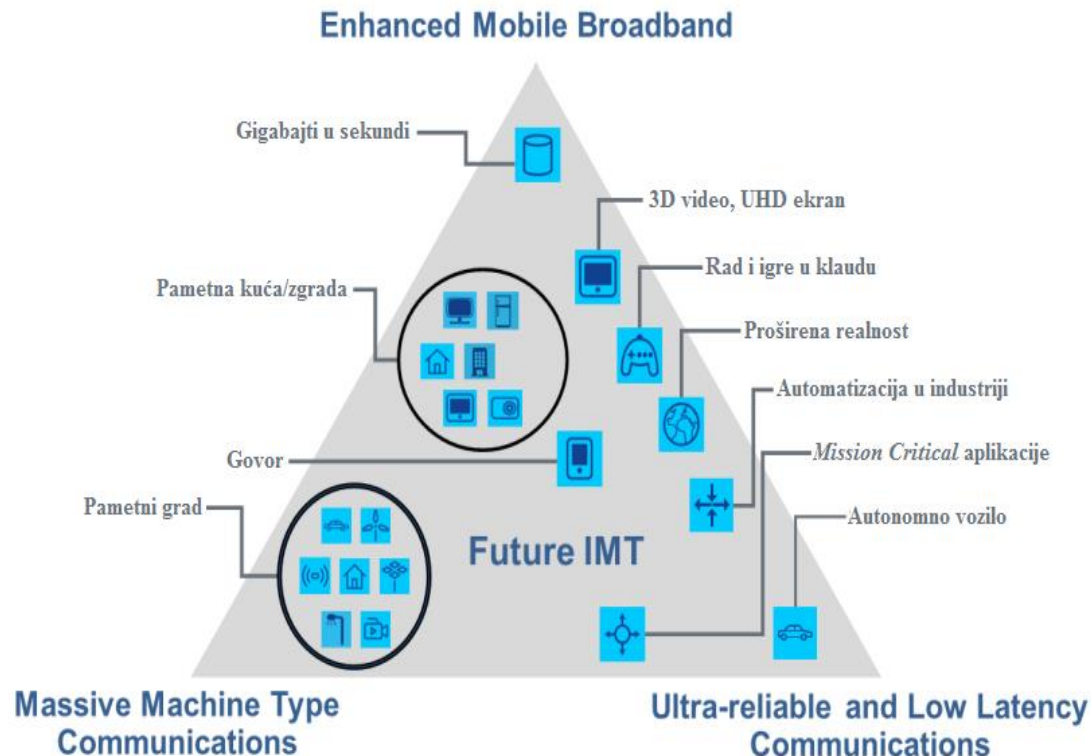 Enhanced Mobile Broadband
Gigabajti u sekundi
3D video, UHD ekran
Rad i igre u klaudu
Pametna kuća/zgrada
Proširena realnost
Automatizacija u industriji
Mission Critical aplikacije
Govor
Pametni grad
Autonomno vozilo
Future IMT
Massive Machine Type
Communications
Ultra-reliable and Low Latency
Communications